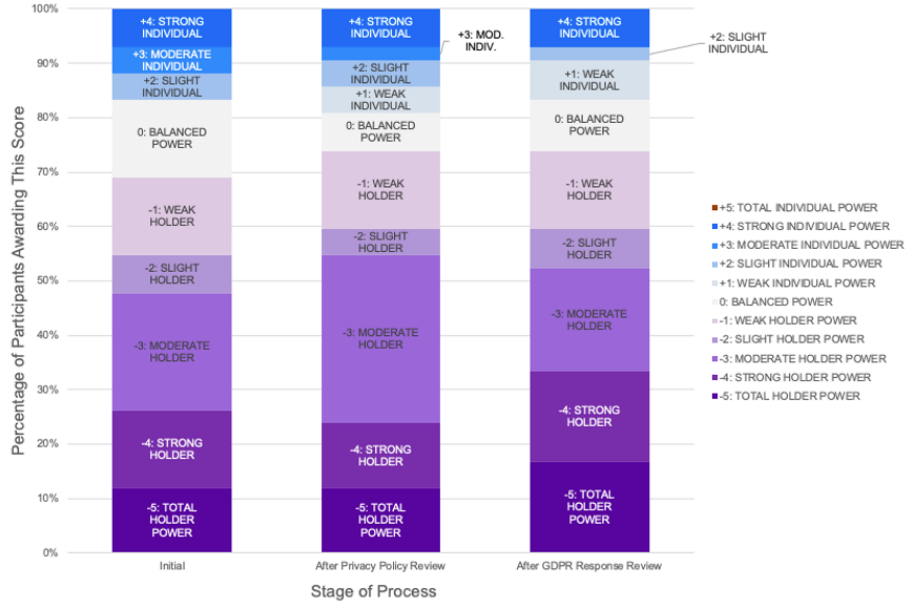 100%
90%
80%
70%
60%
50%
40%
30%
20%
10%
0%
Percentage of Participants Awarding This Score
+4: STRONG
INDIVIDUAL
+3: MODERATE
INDIVIDUAL
+2: SLIGHT
INDIVIDUAL
0: BALANCED
POWER
-1: WEAK
HOLDER
-2: SLIGHT
HOLDER
-3: MODERATE
HOLDER
-4: STRONG
HOLDER
-5: TOTAL
HOLDER
POWER
Initial
+4: STRONG
INDIVIDUAL
+3: MOD.
INDIV.
+2: SLIGHT
INDIVIDUAL
+1: WEAK
INDIVIDUAL
0: BALANCED
POWER
-1: WEAK
HOLDER
-2: SLIGHT
HOLDER
-3: MODERATE
HOLDER
-4: STRONG
HOLDER
-5: TOTAL
HOLDER
POWER
After Privacy Policy Review
+4: STRONG
INDIVIDUAL
+2: SLIGHT
INDIVIDUAL
+1: WEAK
INDIVIDUAL
0: BALANCED
POWER
-1: WEAK
HOLDER
-2: SLIGHT
HOLDER
-3: MODERATE
HOLDER
-4: STRONG
HOLDER
-5: TOTAL
HOLDER
POWER
After GDPR Response Review
Stage of Process
+5: TOTAL INDIVIDUAL POWER
+4: STRONG INDIVIDUAL POWER
+3: MODERATE INDIVIDUAL POWER
+2: SLIGHT INDIVIDUAL POWER
+1: WEAK INDIVIDUAL POWER
0: BALANCED POWER
-1: WEAK HOLDER POWER
-2: SLIGHT HOLDER POWER
-3: MODERATE HOLDER POWER
-4: STRONG HOLDER POWER
-5: TOTAL HOLDER POWER